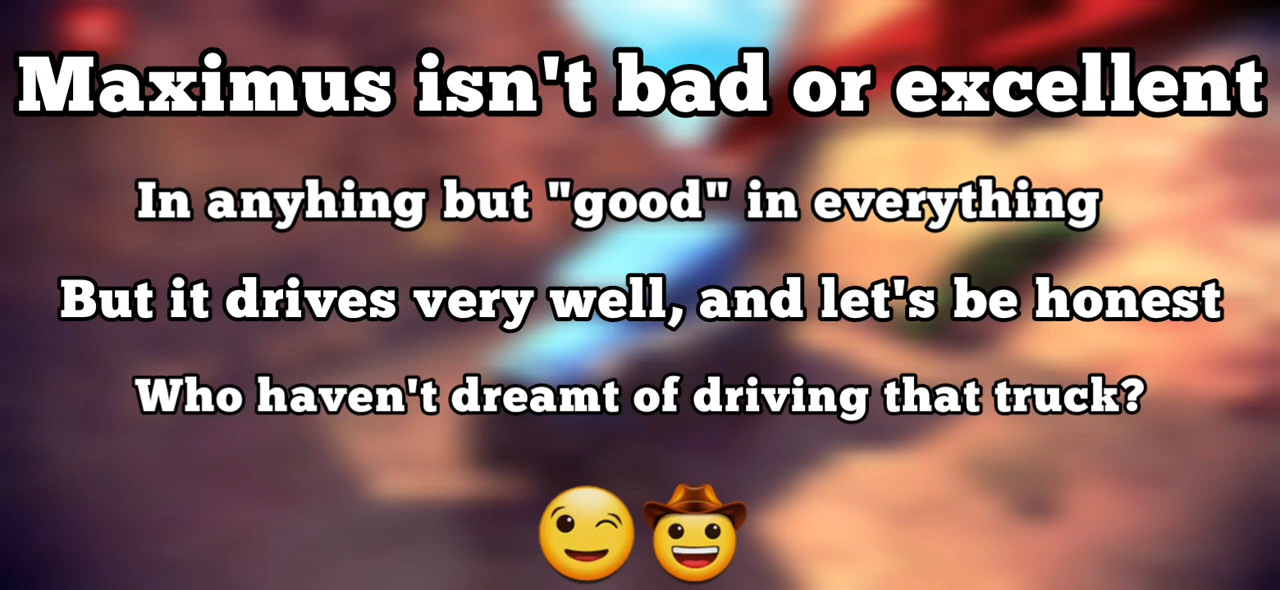 Maximus isn't bad or excellent
In anyhing but "good" in everything
But it drives very well, and let's be honest
Who haven't dreamt of driving that truck?